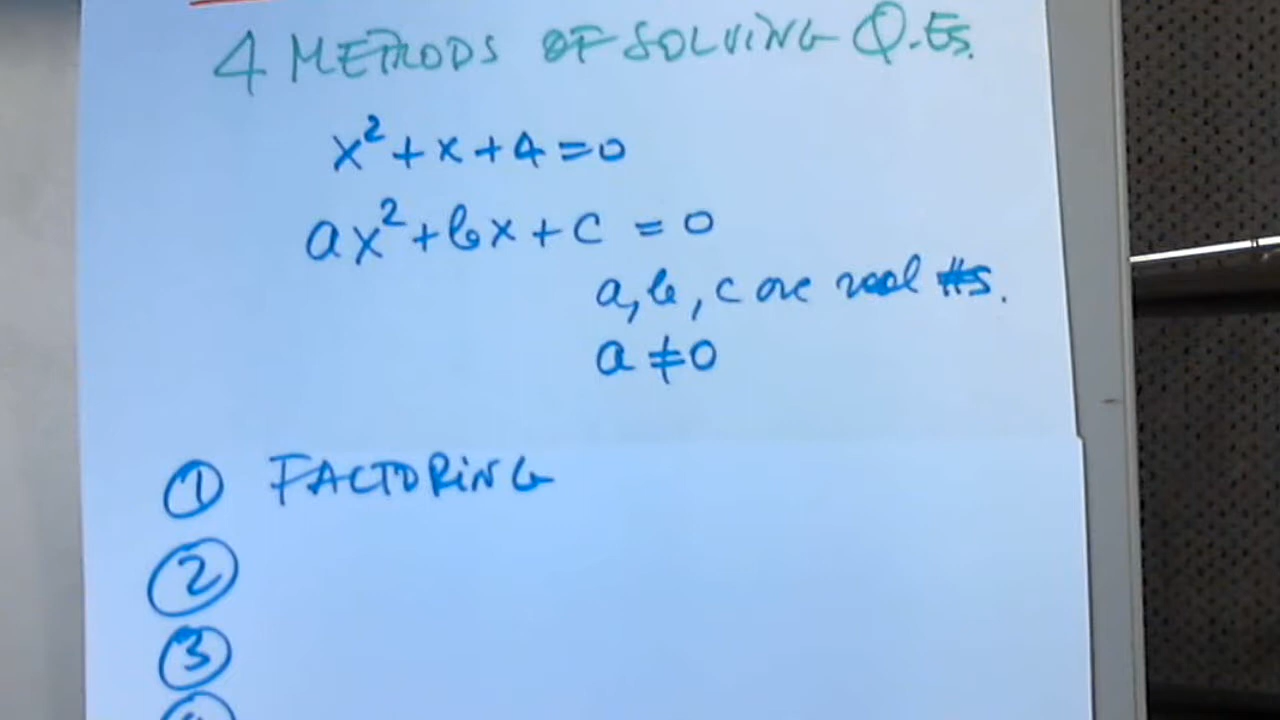 4 METHODS OF SOLVING Q.Es.
x²+x+4=0
ax²+bx+c=0
a,b,c are real #s.
a≠0
① FACTORING
②
③